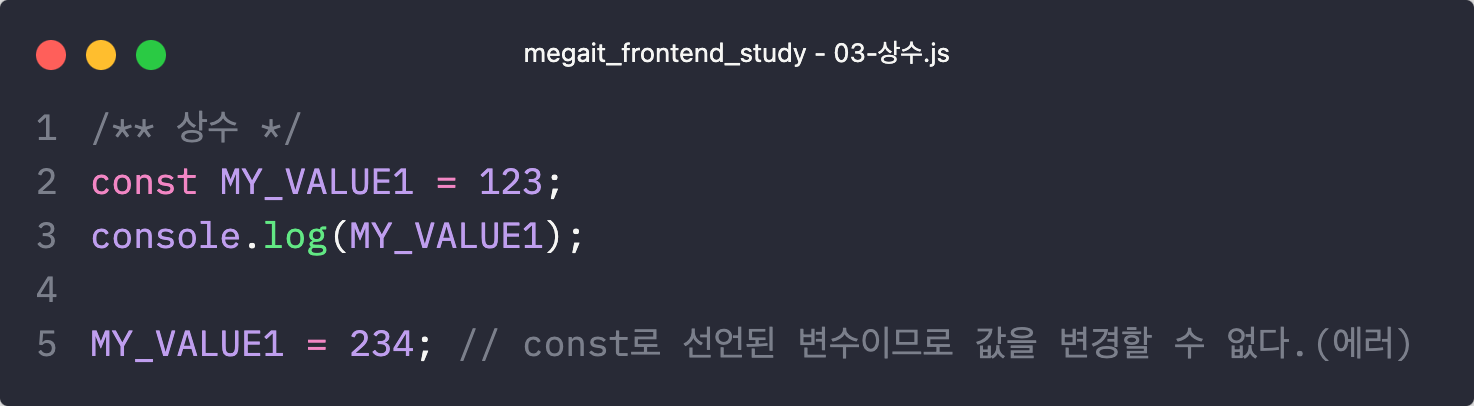 megait_frontend_study - 03-상수.js
1 /** 상수 */
2 const MY_VALUE1 = 123;
3 console.log(MY_VALUE1);
4
5 MY_VALUE1 = 234; // const로 선언된 변수이므로 값을 변경할 수 없다.(에러)